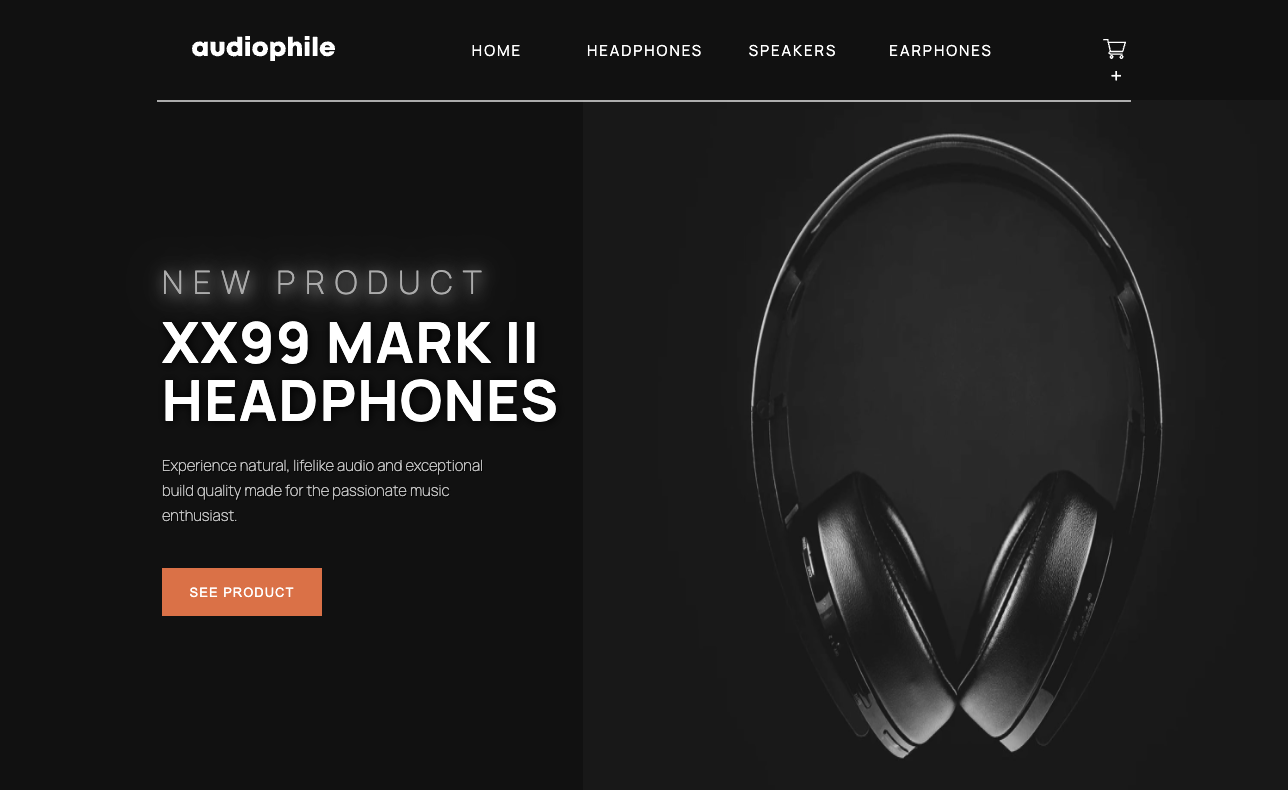 audiophile
HOME HEADPHONES SPEAKERS EARPHONES
+
NEW PRODUCT
XX99 MARK II
HEADPHONES
Experience natural, lifelike audio and exceptional
build quality made for the passionate music
enthusiast.
SEE PRODUCT